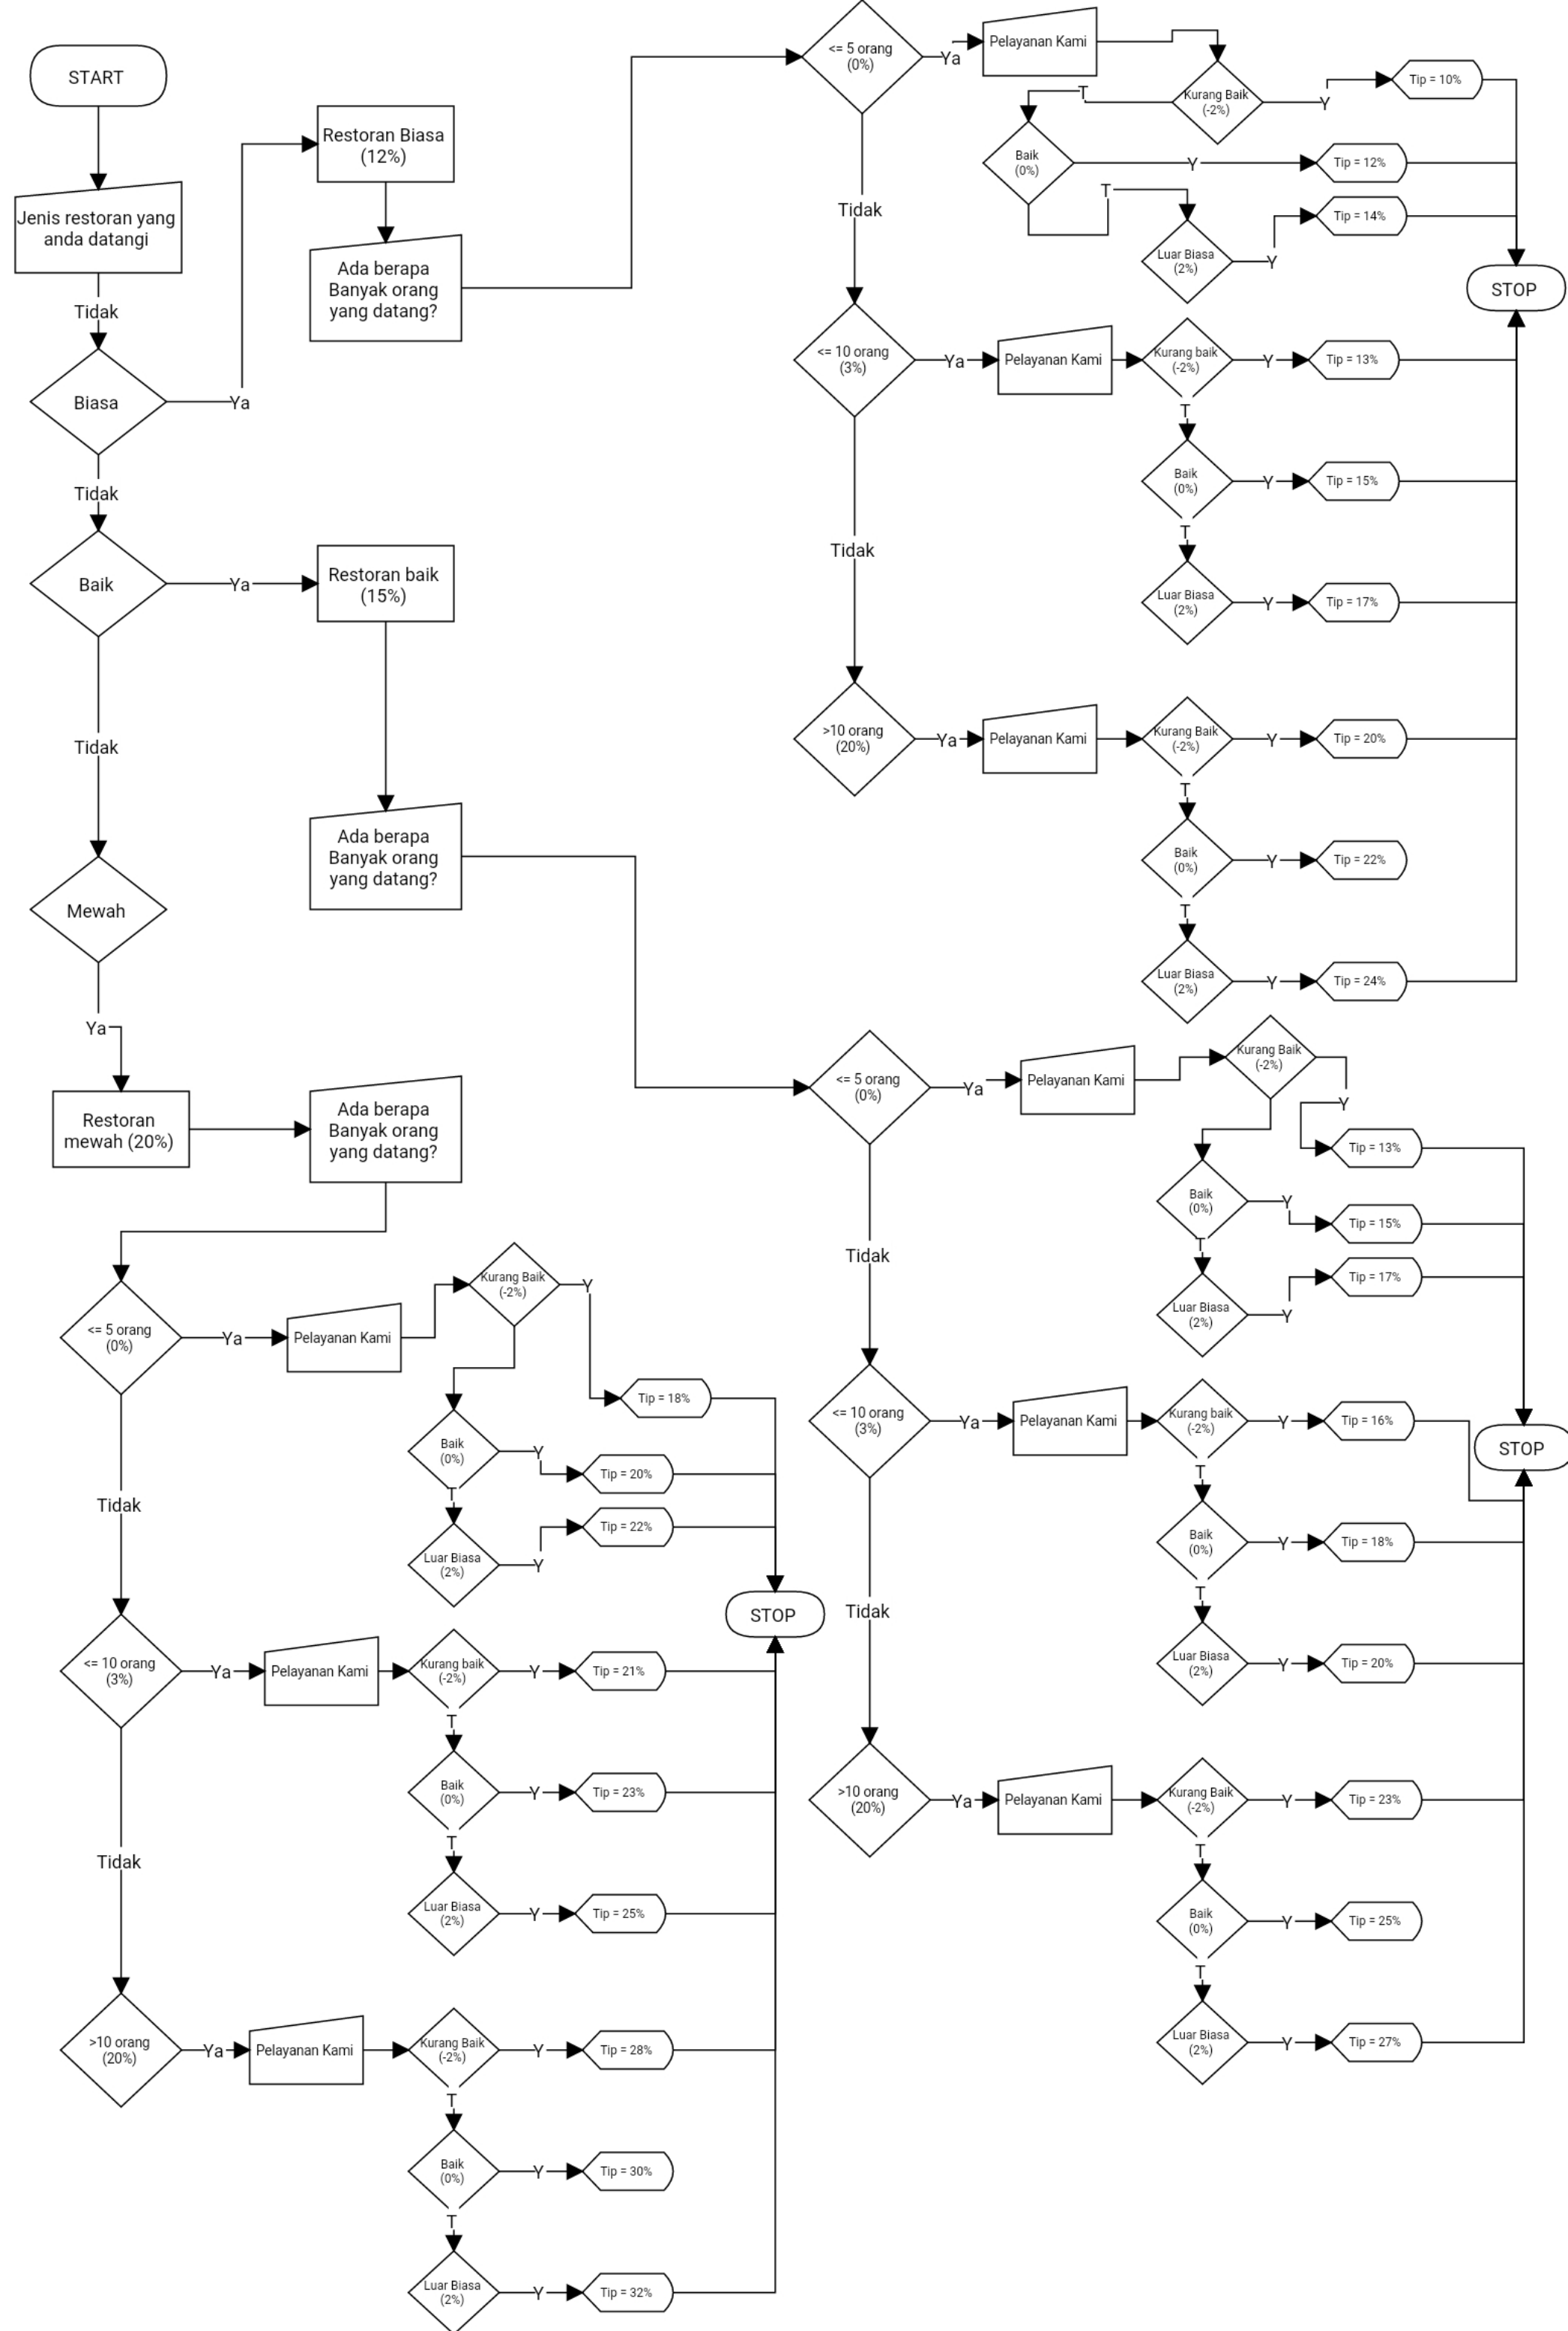 START
Jenis restoran yang
anda datangi
Tidak
Biasa
Ya
Tidak
Baik
Ya
Tidak
Mewah
Ya
Restoran
mewah (20%)
Ada berapa
Banyak orang
yang datang?
Restoran Biasa
(12%)
Ada berapa
Banyak orang
yang datang?
Restoran baik
(15%)
Ada berapa
Banyak orang
yang datang?
<= 5 orang
(0%)
Ya
Pelayanan Kami
Kurang Baik
(-2%)
Y
Tip = 10%
T
Baik
(0%)
Y
Tip = 12%
T
Luar Biasa
(2%)
Y
Tip = 14%
STOP
Tidak
<= 10 orang
(3%)
Ya
Pelayanan Kami
Kurang baik
(-2%)
Y
Tip = 13%
T
Baik
(0%)
Y
Tip = 15%
T
Luar Biasa
(2%)
Y
Tip = 17%
Tidak
>10 orang
(20%)
Ya
Pelayanan Kami
Kurang Baik
(-2%)
Y
Tip = 20%
T
Baik
(0%)
Y
Tip = 22%
T
Luar Biasa
(2%)
Y
Tip = 24%
<= 5 orang
(0%)
Ya
Pelayanan Kami
Kurang Baik
(-2%)
Y
Tip = 13%
Baik
(0%)
Y
Tip = 15%
T
Luar Biasa
(2%)
Y
Tip = 17%
Tidak
<= 10 orang
(3%)
Ya
Pelayanan Kami
Kurang baik
(-2%)
Y
Tip = 16%
STOP
T
Baik
(0%)
Y
Tip = 18%
T
Luar Biasa
(2%)
Y
Tip = 20%
Tidak
>10 orang
(20%)
Ya
Pelayanan Kami
Kurang Baik
(-2%)
Y
Tip = 23%
T
Baik
(0%)
Y
Tip = 25%
T
Luar Biasa
(2%)
Y
Tip = 27%
<= 5 orang
(0%)
Ya
Pelayanan Kami
Kurang Baik
(-2%)
Y
Tip = 18%
Baik
(0%)
Y
Tip = 20%
T
Luar Biasa
(2%)
Y
Tip = 22%
STOP
Tidak
<= 10 orang
(3%)
Ya
Pelayanan Kami
Kurang baik
(-2%)
Y
Tip = 21%
T
Baik
(0%)
Y
Tip = 23%
T
Luar Biasa
(2%)
Y
Tip = 25%
Tidak
>10 orang
(20%)
Ya
Pelayanan Kami
Kurang Baik
(-2%)
Y
Tip = 28%
T
Baik
(0%)
Y
Tip = 30%
T
Luar Biasa
(2%)
Y
Tip = 32%